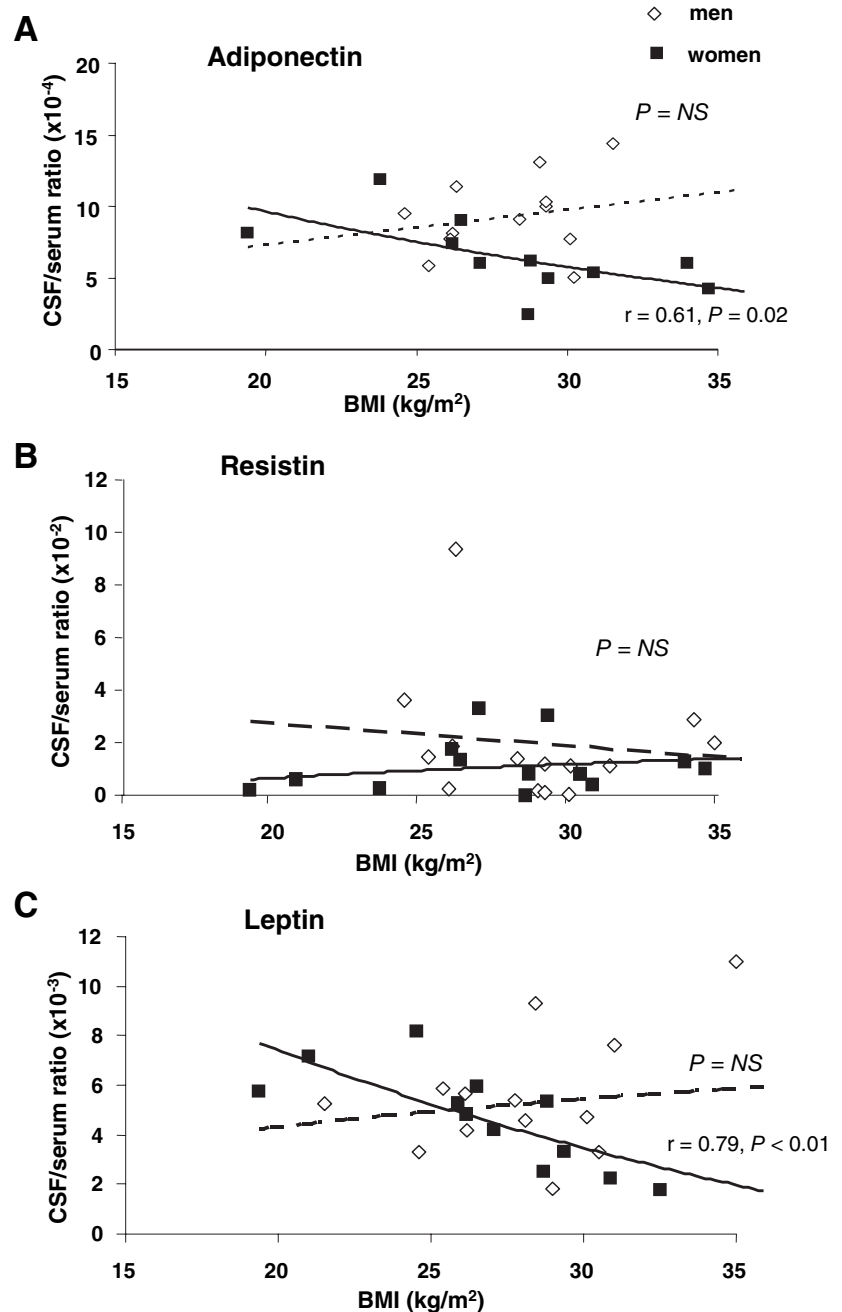 A
men
Adiponectin
women
CSF/serum ratio (x10-4)
20
15
10
5
0
P = NS
r = 0.61, P = 0.02
15 20 25 30 35
BMI (kg/m2)
B
Resistin
CSF/serum ratio (x10-2)
12
10
8
6
4
2
0
P = NS
15 20 25 30 35
BMI (kg/m2)
C
Leptin
CSF/serum ratio (x10-3)
12
10
8
6
4
2
0
P = NS
r = 0.79, P < 0.01
15 20 25 30 35
BMI (kg/m2)